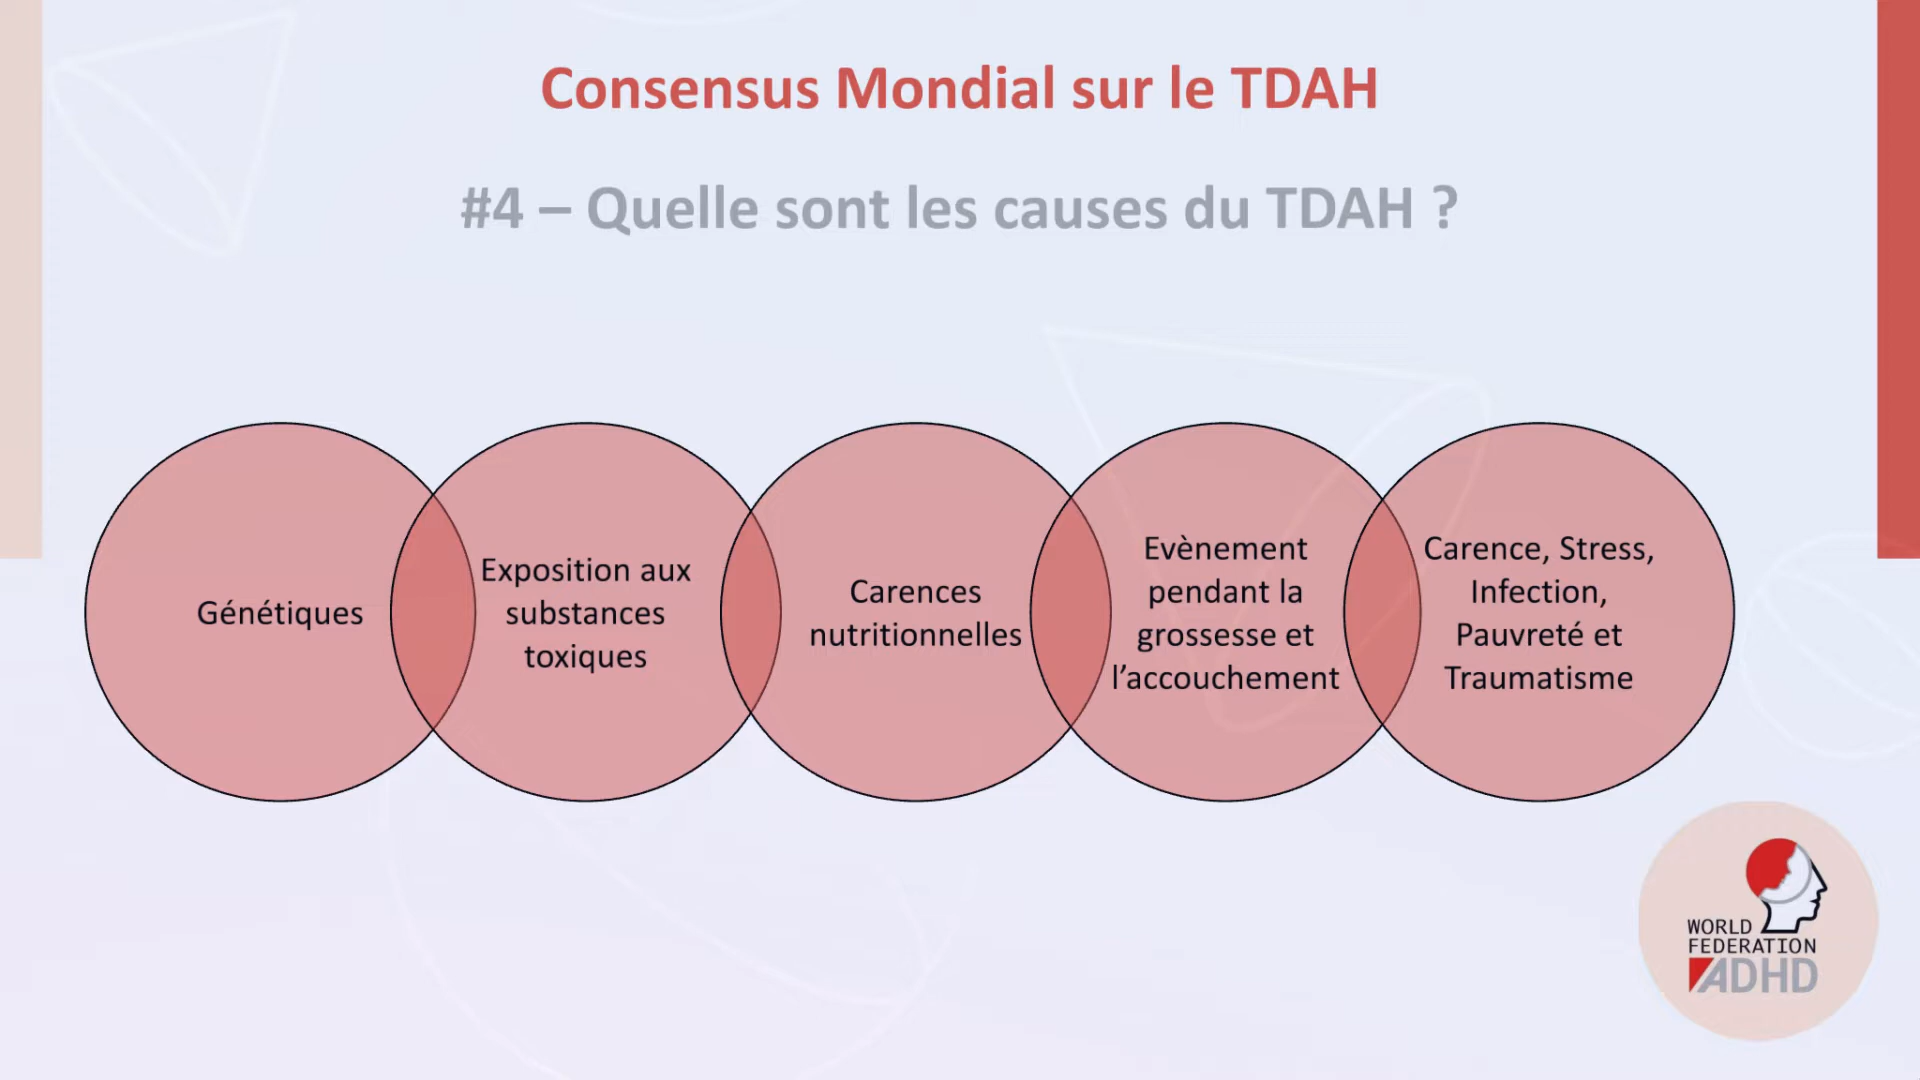 Consensus Mondial sur le TDAH
#4 – Quelle sont les causes du TDAH ?
Génétiques
Exposition aux
substances
toxiques
Carences
nutritionnelles
Evènement
pendant la
grossesse et
l’accouchement
Carence, Stress,
Infection,
Pauvreté et
Traumatisme
WORLD
FEDERATION
ADHD